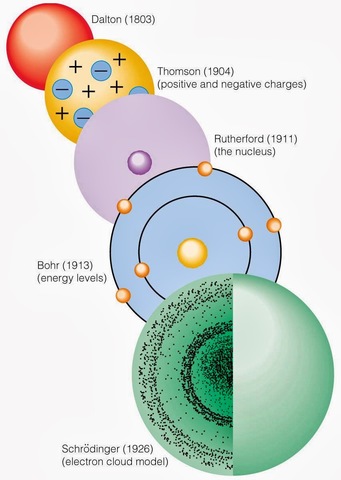 Dalton (1803)
Thomson (1904)
(positive and negative charges)
Rutherford (1911)
(the nucleus)
Bohr (1913)
(energy levels)
Schrödinger (1926)
(electron cloud model)